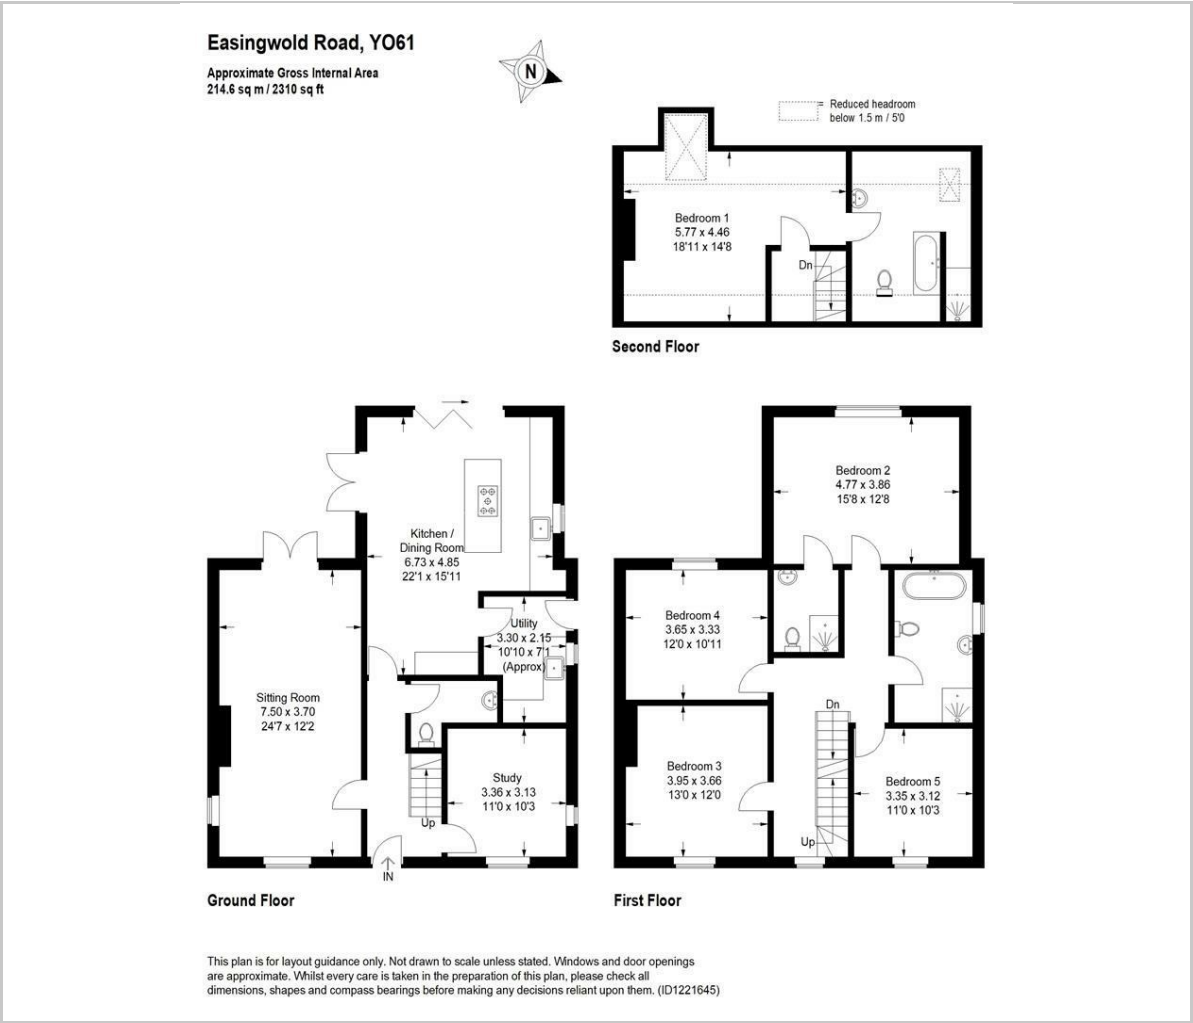 Easingwold Road, YO61
Approximate Gross Internal Area
214.6 sq m / 2310 sq ft
N
= Reduced headroom
below 1.5 m / 5'0
Bedroom 1
5.77 x 4.46
18'11 x 14'8
Dn
Second Floor
Kitchen /
Dining Room
6.73 x 4.85
22'1 x 15'11
Utility
3.30 x 2.15
10'10 x 7'1
(Approx)
Sitting Room
7.50 x 3.70
24'7 x 12'2
Study
3.36 x 3.13
11'0 x 10'3
Up
IN
Ground Floor
Bedroom 2
4.77 x 3.86
15'8 x 12'8
Bedroom 4
3.65 x 3.33
12'0 x 10'11
Dn
Bedroom 3
3.95 x 3.66
13'0 x 12'0
Bedroom 5
3.35 x 3.12
11'0 x 10'3
Up
First Floor
This plan is for layout guidance only. Not drawn to scale unless stated. Windows and door openings
are approximate. Whilst every care is taken in the preparation of this plan, please check all
dimensions, shapes and compass bearings before making any decisions reliant upon them. (ID1221645)